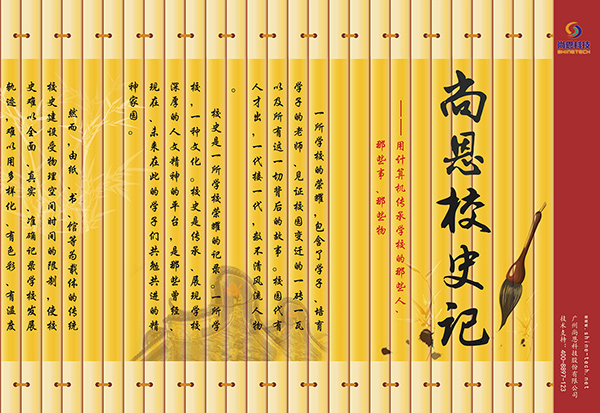 尚恩科技
SHINETECH
www.shine-tech.net
广州尚恩科技股份有限公司
技术支持：400-8897-123
尚恩校史记
——用计算机传承学校的那些人、
那些事、那些物
一所学校的荣耀，包含了学子、培育
学子的老师、见证校园变迁的一砖一瓦
以及所有这一切背后的故事。校园代有
人才出，一代接一代，数不清风流人物
。
校史是一所学校荣耀的记录。一所学
校，一种文化。校史是传承、展现学校
深厚的人文精神的平台，是那些曾经、
现在、未来在此的学子们共勉共进的精
神家园。
然而，由纸、书、馆等为载体的传统
校史建设受物理空间时间的限制，使校
史难以全面、真实、准确记录学校发展
轨迹，难以用多样化、有色彩、有温度